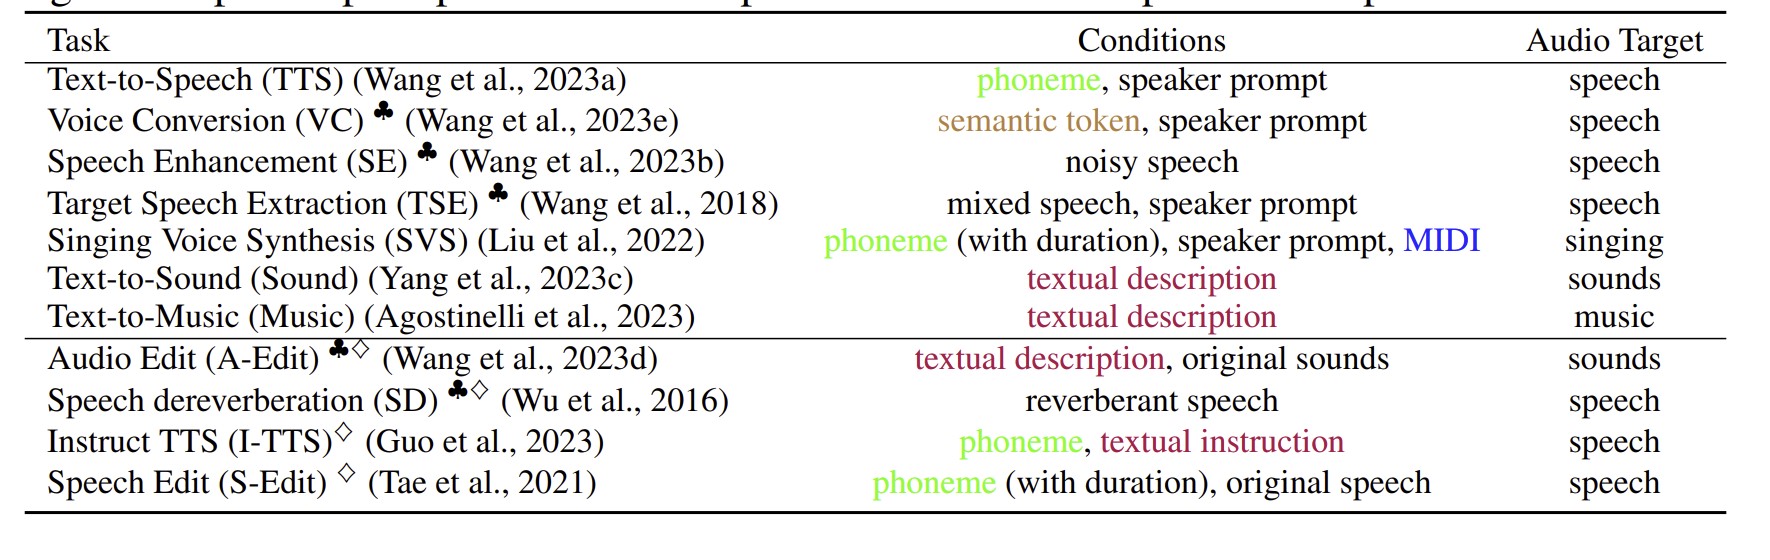 Task Conditions Audio Target
Text-to-Speech (TTS) (Wang et al., 2023a) phoneme, speaker prompt speech
Voice Conversion (VC) ♣ (Wang et al., 2023e) semantic token, speaker prompt speech
Speech Enhancement (SE) ♣ (Wang et al., 2023b) noisy speech speech
Target Speech Extraction (TSE) ♣ (Wang et al., 2018) mixed speech, speaker prompt speech
Singing Voice Synthesis (SVS) (Liu et al., 2022) phoneme (with duration), speaker prompt, MIDI singing
Text-to-Sound (Sound) (Yang et al., 2023c) textual description sounds
Text-to-Music (Music) (Agostinelli et al., 2023) textual description music
Audio Edit (A-Edit) ♣♢ (Wang et al., 2023d) textual description, original sounds sounds
Speech dereverberation (SD) ♣♢ (Wu et al., 2016) reverberant speech speech
Instruct TTS (I-TTS)♢ (Guo et al., 2023) phoneme, textual instruction speech
Speech Edit (S-Edit) ♢ (Tae et al., 2021) phoneme (with duration), original speech speech